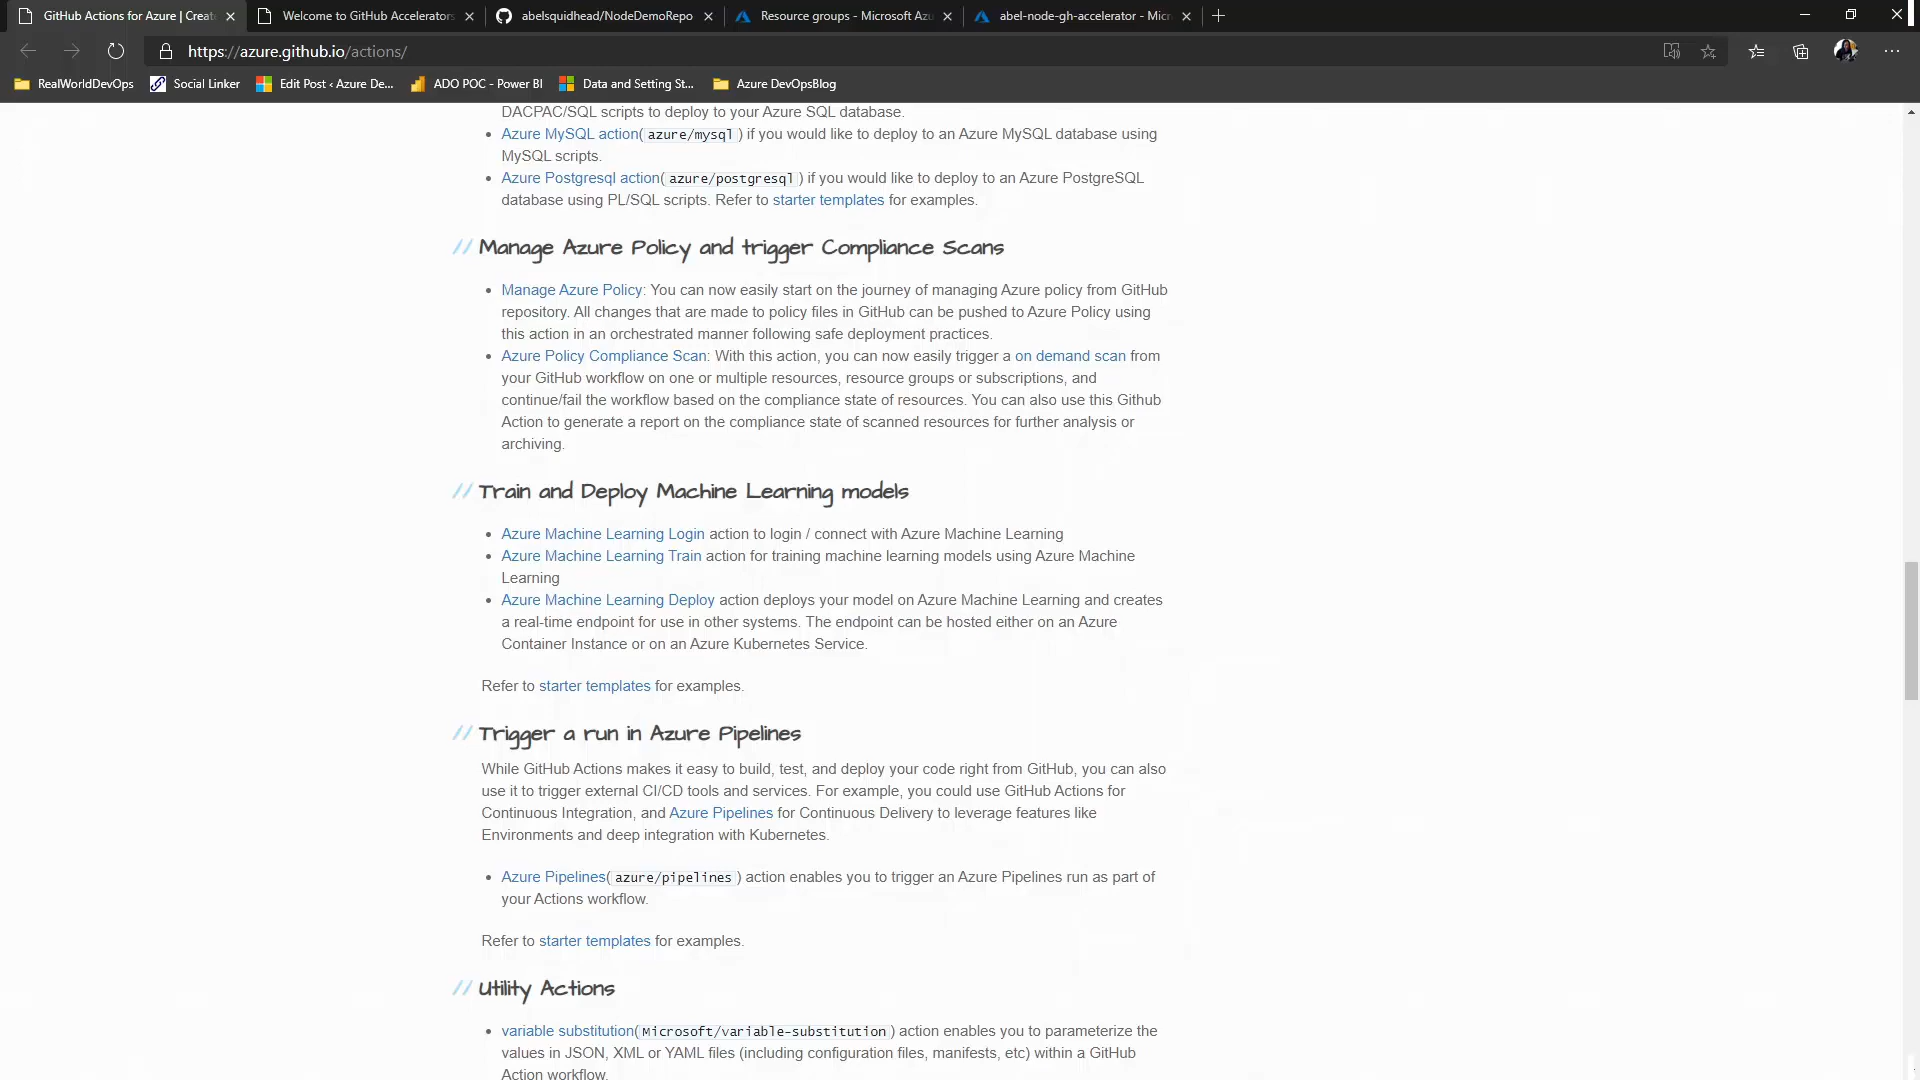 GitHub Actions for Azure | Create
Welcome to GitHub Accelerators
abelsquidhead/NodeDemoRepo
Resource groups - Microsoft Azu
abel-node-gh-accelerator - Micr
https://azure.github.io/actions/
RealWorldDevOps
Social Linker
Edit Post ‹ Azure De...
ADO POC - Power BI
Data and Setting St...
Azure DevOpsBlog
DACPAC/SQL scripts to deploy to your Azure SQL database.
Azure MySQL action(azure/mysql) if you would like to deploy to an Azure MySQL database using
MySQL scripts.
Azure Postgresql action(azure/postgresql) if you would like to deploy to an Azure PostgreSQL
database using PL/SQL scripts. Refer to starter templates for examples.
// Manage Azure Policy and trigger Compliance Scans
Manage Azure Policy: You can now easily start on the journey of managing Azure policy from GitHub
repository. All changes that are made to policy files in GitHub can be pushed to Azure Policy using
this action in an orchestrated manner following safe deployment practices.
Azure Policy Compliance Scan: With this action, you can now easily trigger a on demand scan from
your GitHub workflow on one or multiple resources, resource groups or subscriptions, and
continue/fail the workflow based on the compliance state of resources. You can also use this Github
Action to generate a report on the compliance state of scanned resources for further analysis or
archiving.
// Train and Deploy Machine Learning models
Azure Machine Learning Login action to login / connect with Azure Machine Learning
Azure Machine Learning Train action for training machine learning models using Azure Machine
Learning
Azure Machine Learning Deploy action deploys your model on Azure Machine Learning and creates
a real-time endpoint for use in other systems. The endpoint can be hosted either on an Azure
Container Instance or on an Azure Kubernetes Service.
Refer to starter templates for examples.
// Trigger a run in Azure Pipelines
While GitHub Actions makes it easy to build, test, and deploy your code right from GitHub, you can also
use it to trigger external CI/CD tools and services. For example, you could use GitHub Actions for
Continuous Integration, and Azure Pipelines for Continuous Delivery to leverage features like
Environments and deep integration with Kubernetes.
Azure Pipelines(azure/pipelines) action enables you to trigger an Azure Pipelines run as part of
your Actions workflow.
Refer to starter templates for examples.
// Utility Actions
variable substitution(Microsoft/variable-substitution) action enables you to parameterize the
values in JSON, XML or YAML files (including configuration files, manifests, etc) within a GitHub
Action workflow.